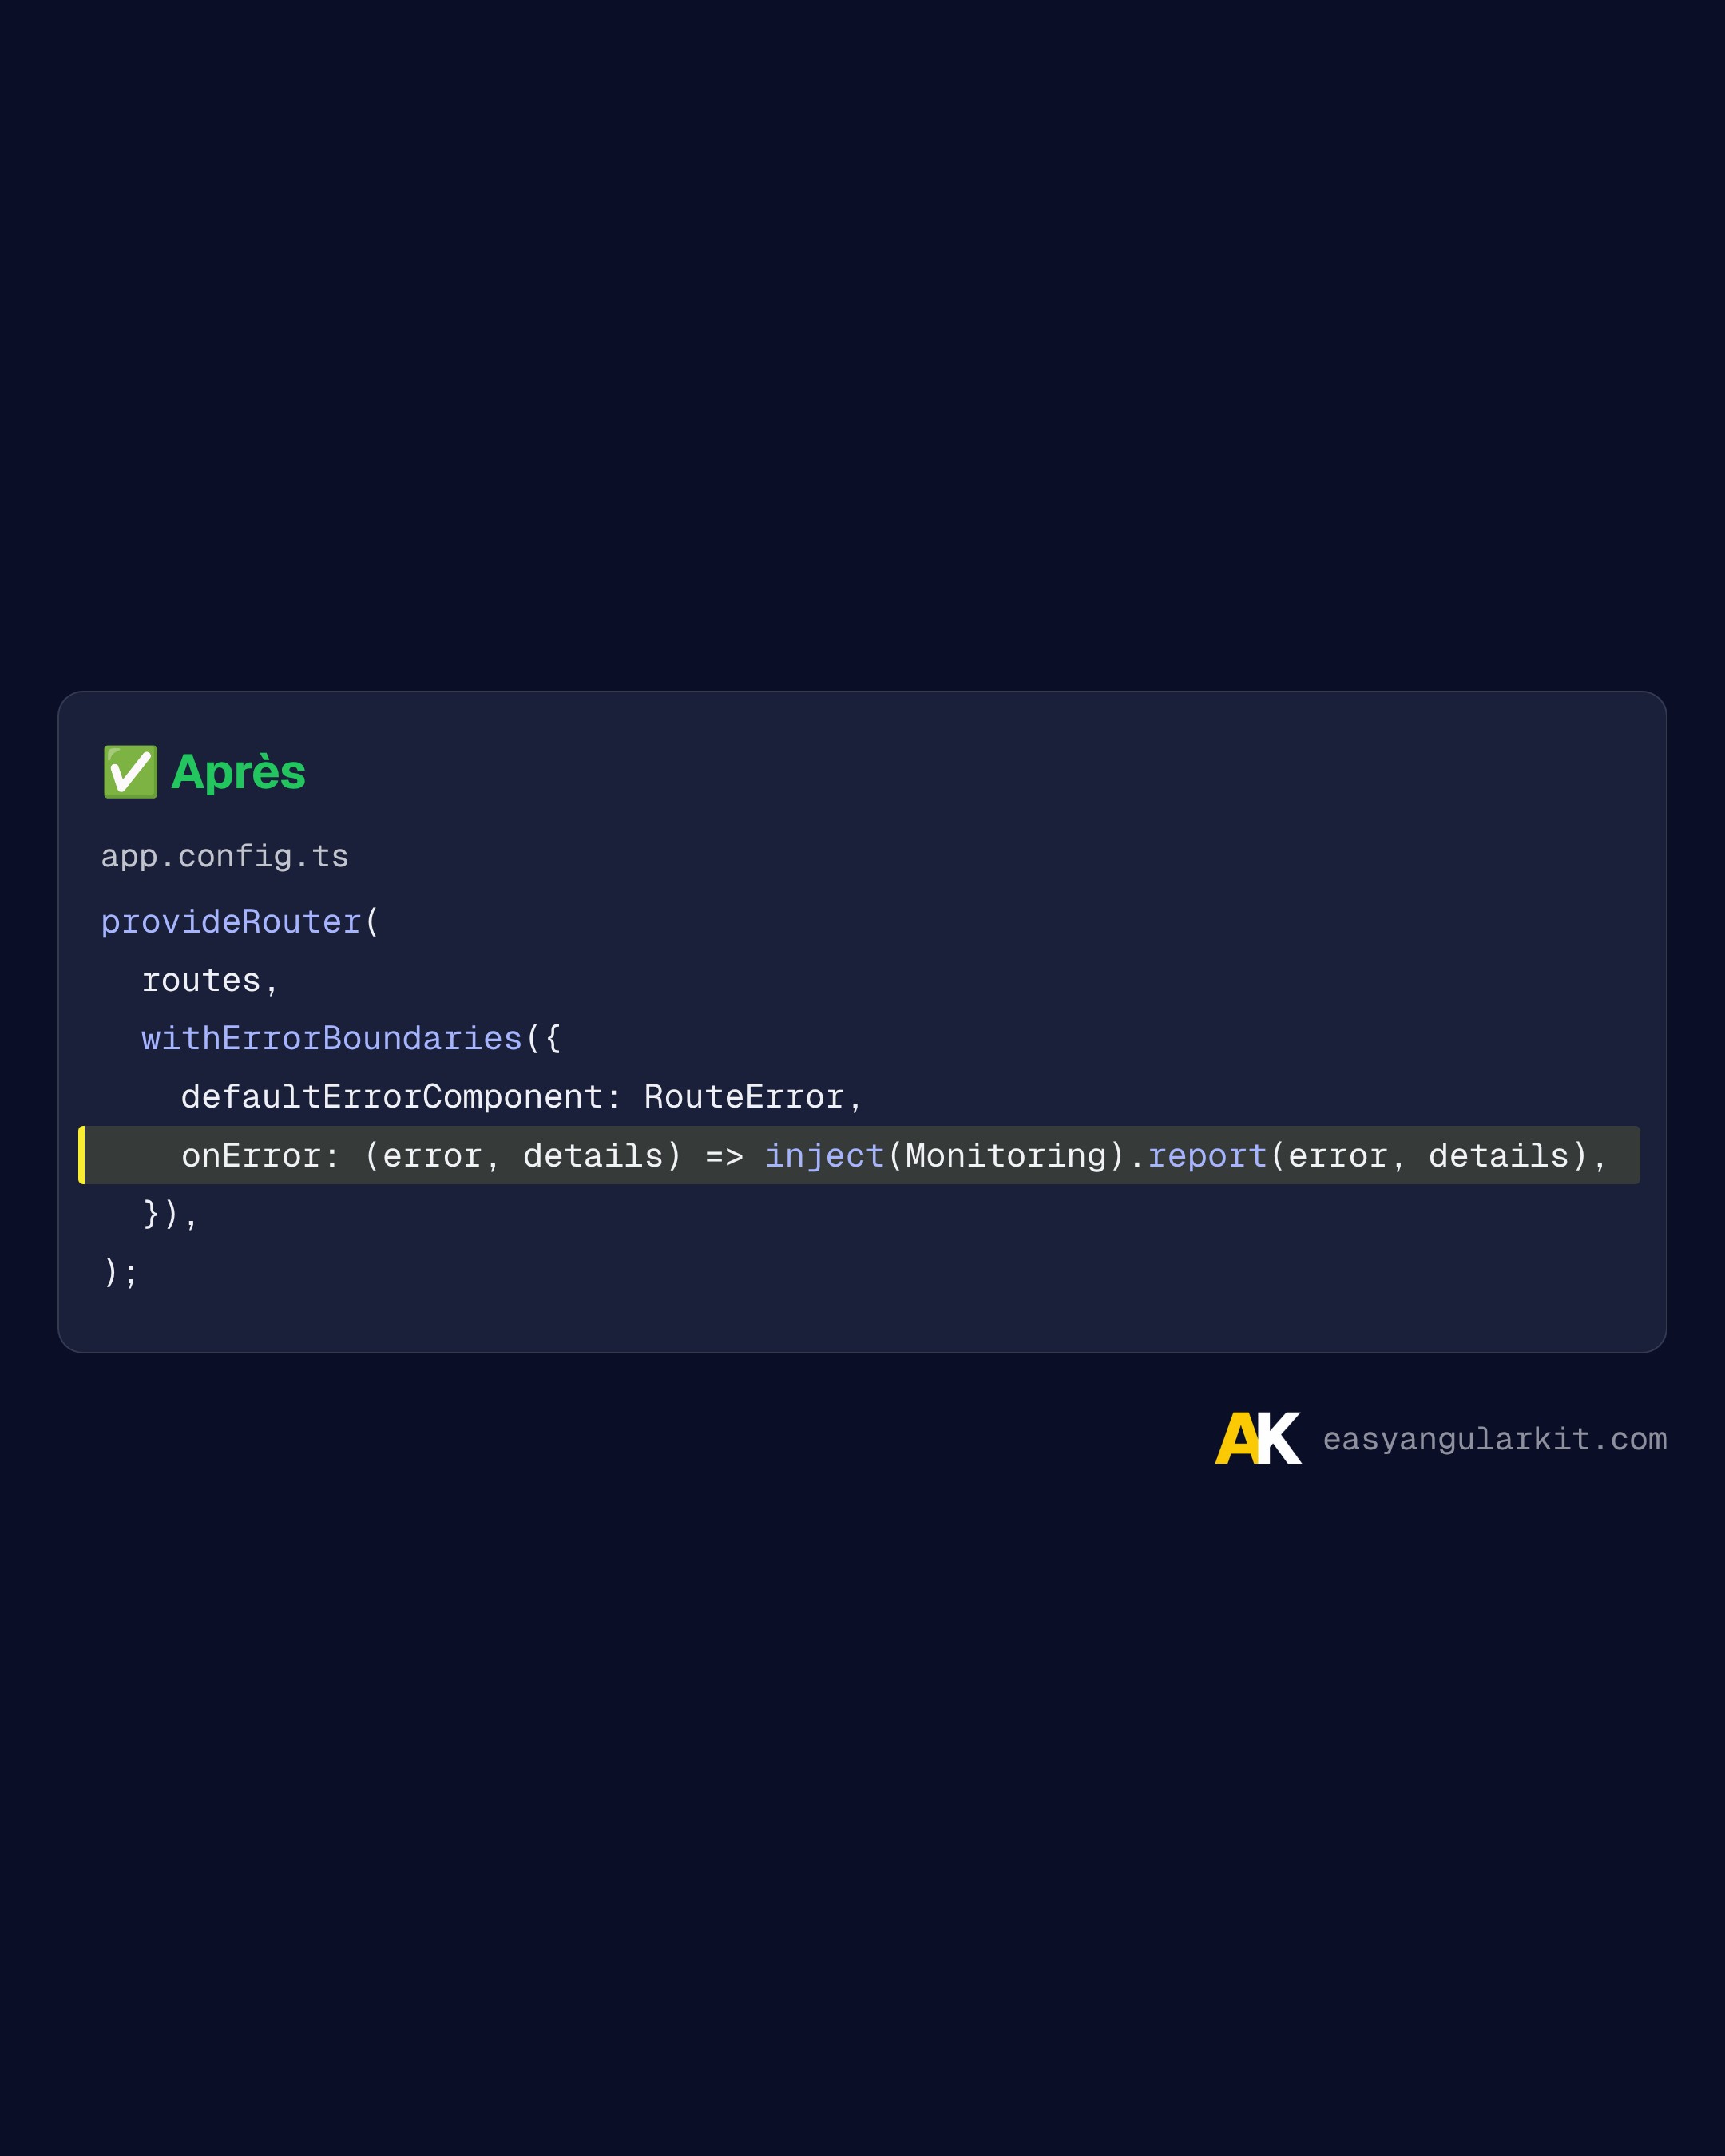 ✅ Après
app.config.ts
provideRouter(
  routes,
  withErrorBoundaries({
    defaultErrorComponent: RouteError,
    onError: (error, details) => inject(Monitoring).report(error, details),
  }),
);
AK easyangularkit.com